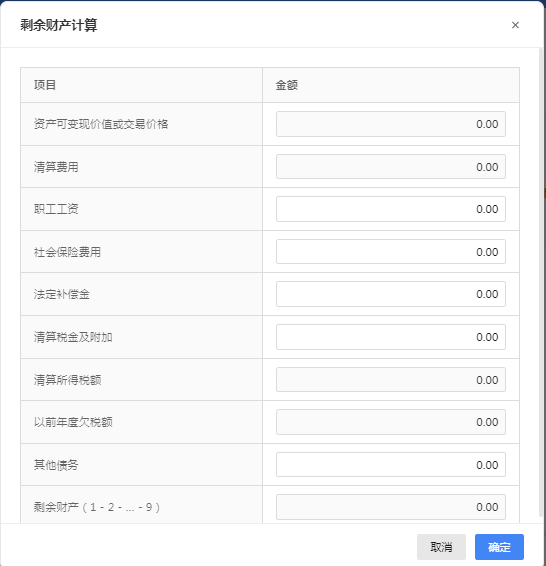 剩余财产计算 ×
项目 金额
资产可变现价值或交易价格 0.00
清算费用 0.00
职工工资 0.00
社会保险费用 0.00
法定补偿金 0.00
清算税金及附加 0.00
清算所得税额 0.00
以前年度欠税额 0.00
其他债务 0.00
剩余财产（1 - 2 - ... - 9） 0.00
取消 确定